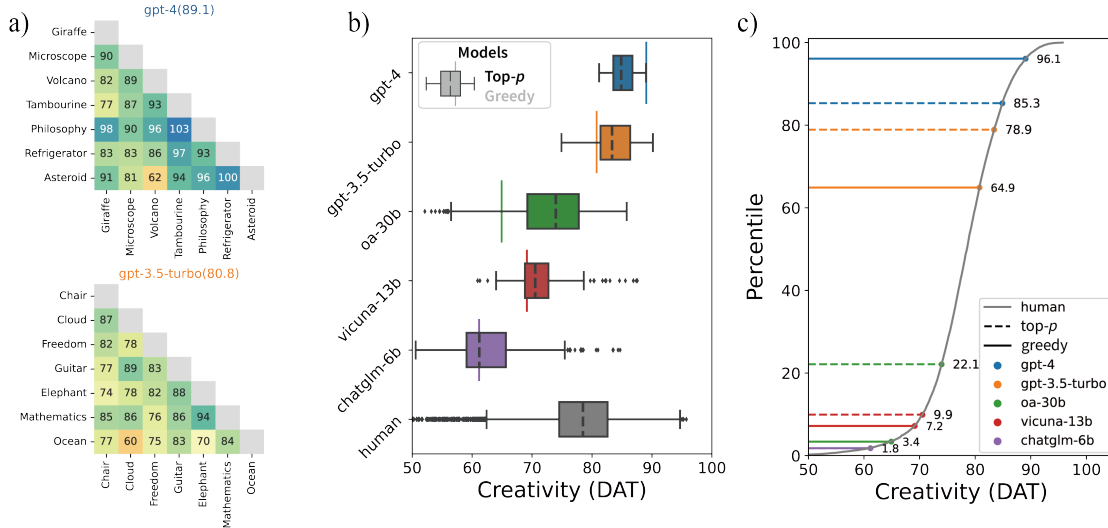 a)
gpt-4(89.1)
Giraffe
Microscope 90
Volcano 82 89
Tambourine 77 87 93
Philosophy 98 90 96 103
Refrigerator 83 83 86 97 93
Asteroid 91 81 62 94 96 100
Giraffe Microscope Volcano Tambourine Philosophy Refrigerator Asteroid
gpt-3.5-turbo(80.8)
Chair
Cloud 87
Freedom 82 78
Guitar 77 89 83
Elephant 74 78 82 88
Mathematics 85 86 76 86 94
Ocean 77 60 75 83 70 84
Chair Cloud Freedom Guitar Elephant Mathematics Ocean
b)
Models
Top-p
Greedy
gpt-4
gpt-3.5-turbo
oa-30b
vicuna-13b
chatglm-6b
human
50 60 70 80 90 100
Creativity (DAT)
c)
Percentile
100
80
60
40
20
0
96.1
85.3
78.9
64.9
22.1
9.9
7.2
3.4
1.8
human
top-p
greedy
gpt-4
gpt-3.5-turbo
oa-30b
vicuna-13b
chatglm-6b
50 60 70 80 90 100
Creativity (DAT)